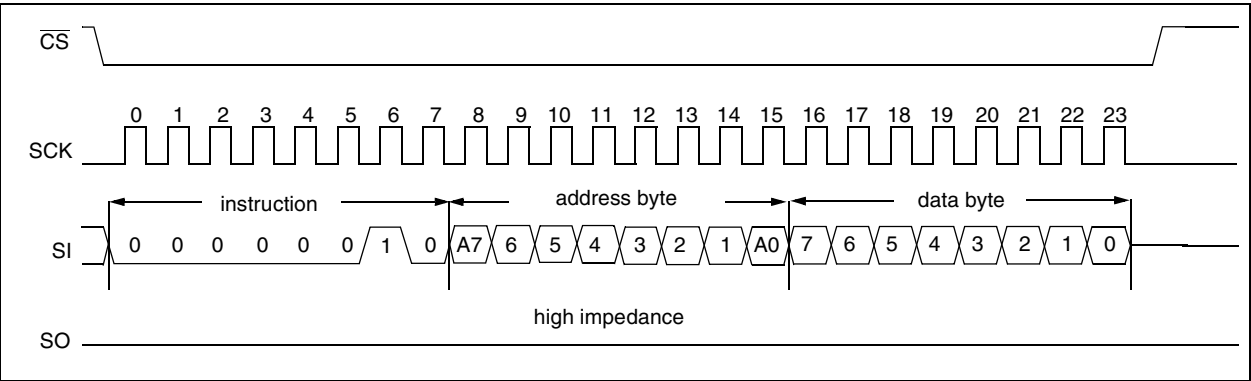 CS
0 1 2 3 4 5 6 7 8 9 10 11 12 13 14 15 16 17 18 19 20 21 22 23
SCK
instruction address byte data byte
SI 0 0 0 0 0 0 1 0 A7 6 5 4 3 2 1 A0 7 6 5 4 3 2 1 0
high impedance
SO